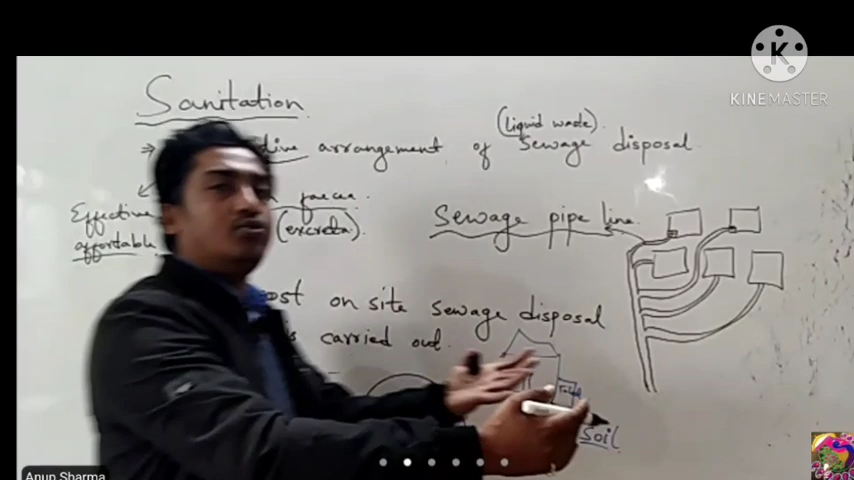 KINEMASTER
Sanitation
(liquid waste).
arrangement of Sewage disposal
Effective
affordable
faeces
(excreta).
Sewage pipe line
on site sewage disposal
carried out.
Soil
Anup Sharma